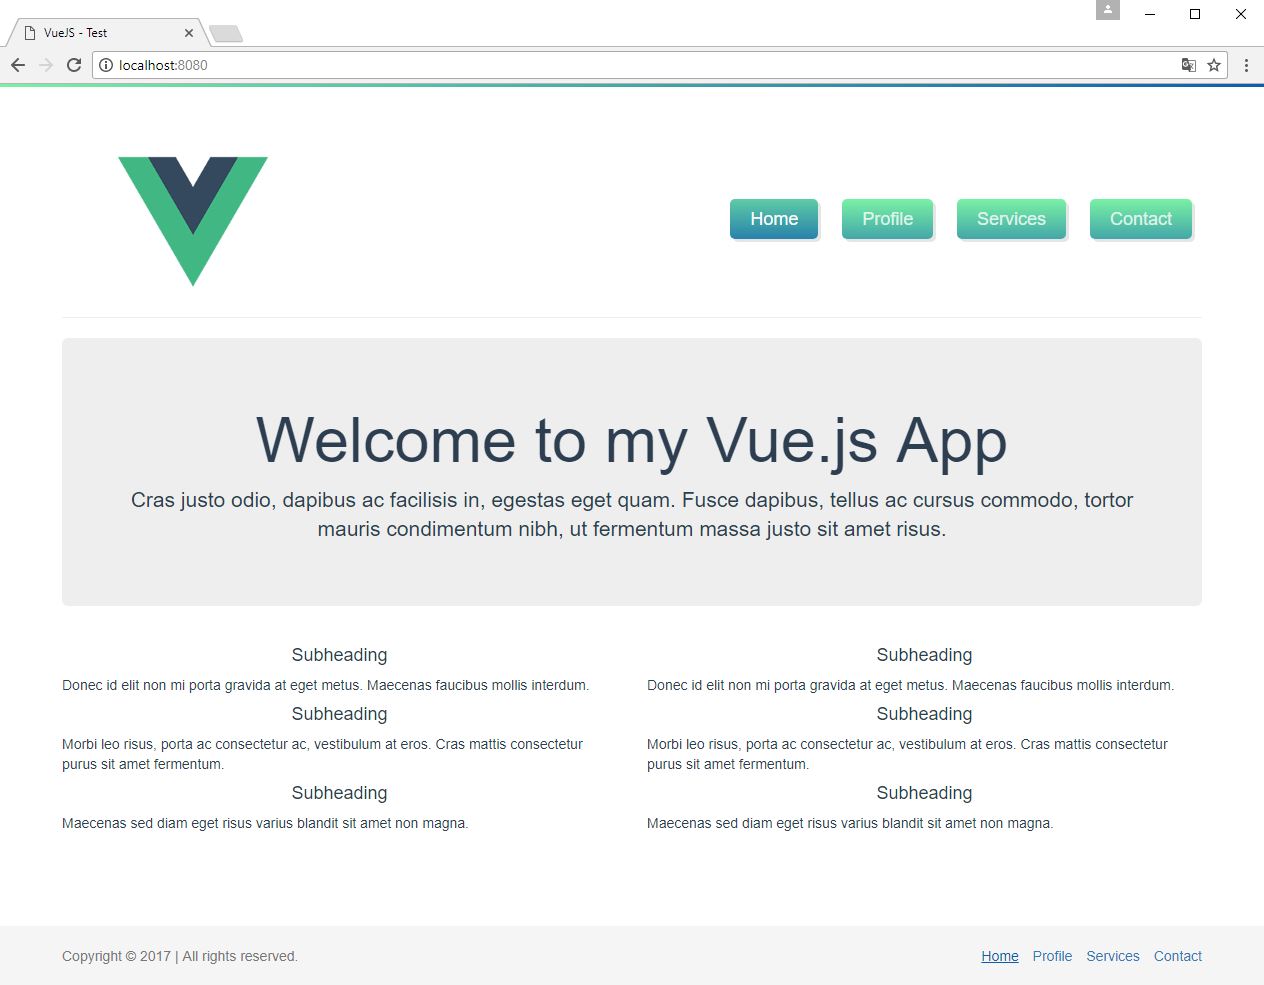 VueJS - Test
localhost:8080
Home
Profile
Services
Contact
Welcome to my Vue.js App
Cras justo odio, dapibus ac facilisis in, egestas eget quam. Fusce dapibus, tellus ac cursus commodo, tortor
mauris condimentum nibh, ut fermentum massa justo sit amet risus.
Subheading
Donec id elit non mi porta gravida at eget metus. Maecenas faucibus mollis interdum.
Subheading
Morbi leo risus, porta ac consectetur ac, vestibulum at eros. Cras mattis consectetur
purus sit amet fermentum.
Subheading
Maecenas sed diam eget risus varius blandit sit amet non magna.
Subheading
Donec id elit non mi porta gravida at eget metus. Maecenas faucibus mollis interdum.
Subheading
Morbi leo risus, porta ac consectetur ac, vestibulum at eros. Cras mattis consectetur
purus sit amet fermentum.
Subheading
Maecenas sed diam eget risus varius blandit sit amet non magna.
Copyright © 2017 | All rights reserved.
Home Profile Services Contact